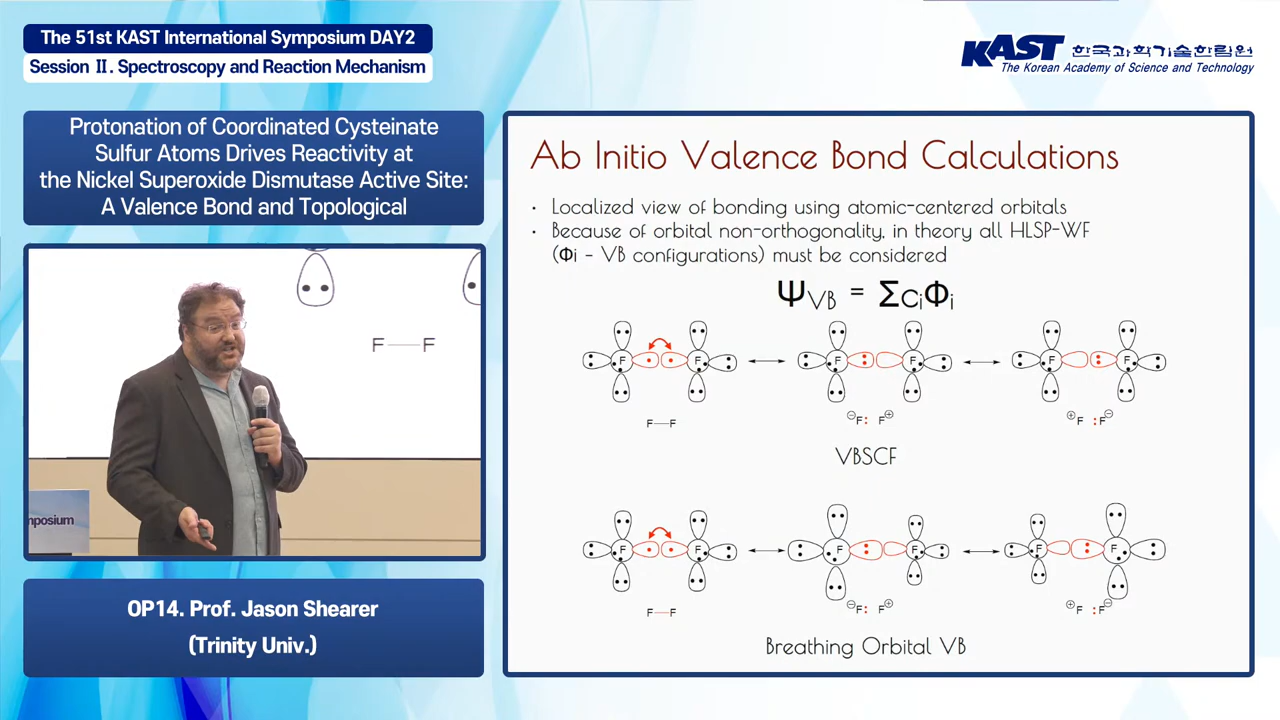 The 51st KAST International Symposium DAY2
Session II. Spectroscopy and Reaction Mechanism
KAST 한국과학기술한림원
The Korean Academy of Science and Technology
Protonation of Coordinated Cysteinate
Sulfur Atoms Drives Reactivity at
the Nickel Superoxide Dismutase Active Site:
A Valence Bond and Topological
F—F
mposium
OP14. Prof. Jason Shearer
(Trinity Univ.)
Ab Initio Valence Bond Calculations
• Localized view of bonding using atomic-centered orbitals
• Because of orbital non-orthogonality, in theory all HLSP-WF
(Φi – VB configurations) must be considered
Ψ_VB = ΣC_iΦ_i
F F ↔ F F ↔ F F
F—F ⊖F: F⊕ ⊕F :F⊖
VBSCF
F F ↔ F F ↔ F F
F—F ⊖F: F⊕ ⊕F :F⊖
Breathing Orbital VB